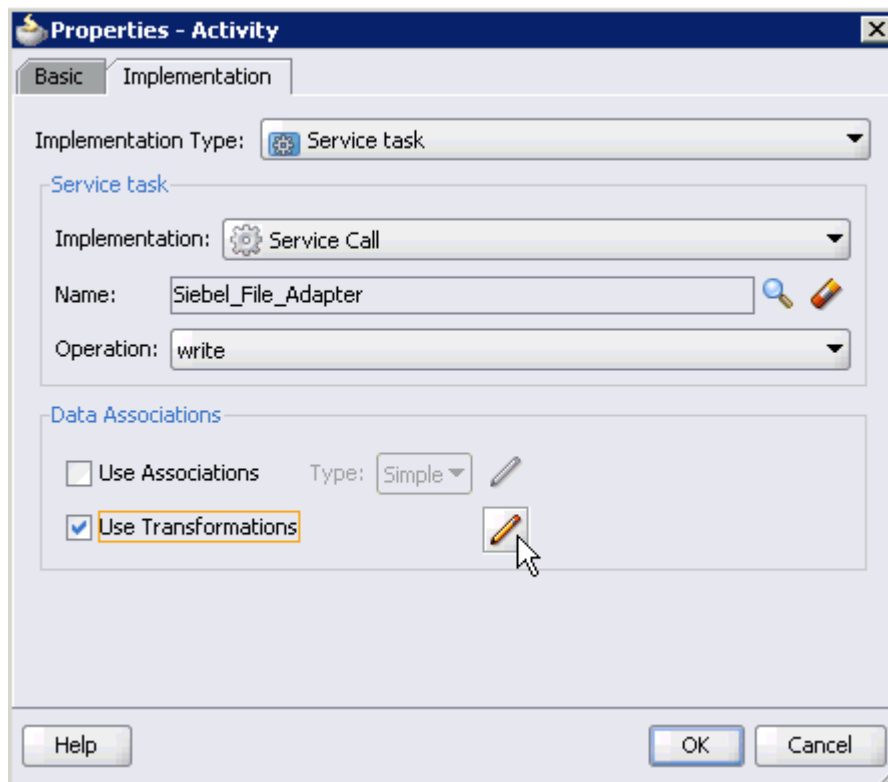 Properties - Activity
Basic Implementation
Implementation Type: Service task
Service task
Implementation: Service Call
Name: Siebel_File_Adapter
Operation: write
Data Associations
Use Associations Type: Simple
Use Transformations
Help OK Cancel